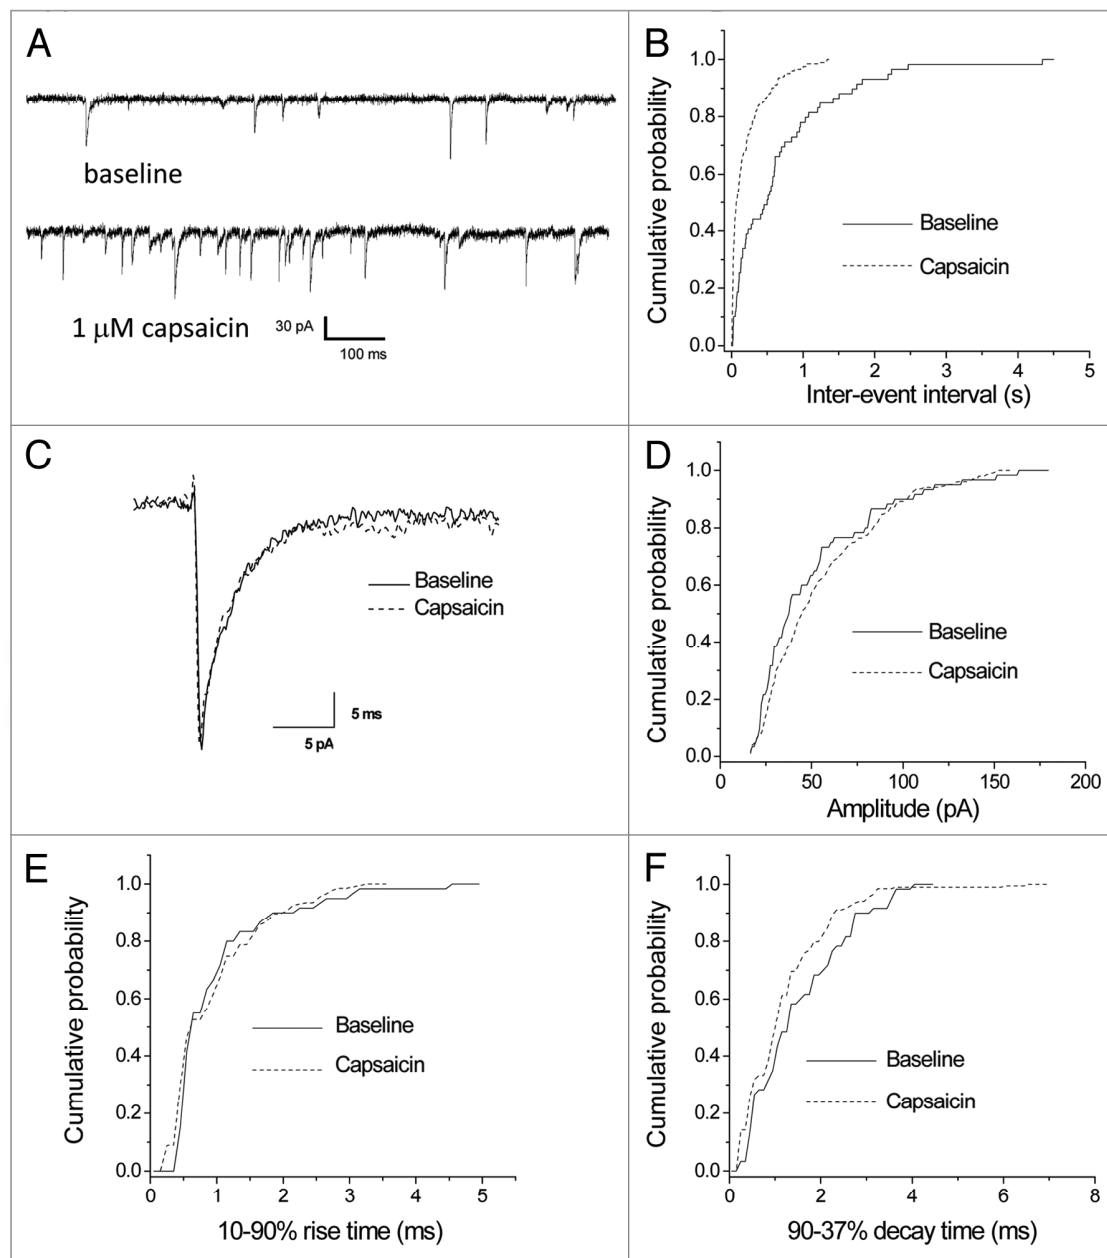 A
baseline
1 μM capsaicin
30 pA
100 ms
B
Cumulative probability
1.0
0.8
0.6
0.4
0.2
0.0
Baseline
Capsaicin
0 1 2 3 4 5
Inter-event interval (s)
C
Baseline
Capsaicin
5 ms
5 pA
D
Cumulative probability
1.0
0.8
0.6
0.4
0.2
0.0
Baseline
Capsaicin
0 50 100 150 200
Amplitude (pA)
E
Cumulative probability
1.0
0.8
0.6
0.4
0.2
0.0
Baseline
Capsaicin
0 1 2 3 4 5
10-90% rise time (ms)
F
Cumulative probability
1.0
0.8
0.6
0.4
0.2
0.0
Baseline
Capsaicin
0 2 4 6 8
90-37% decay time (ms)